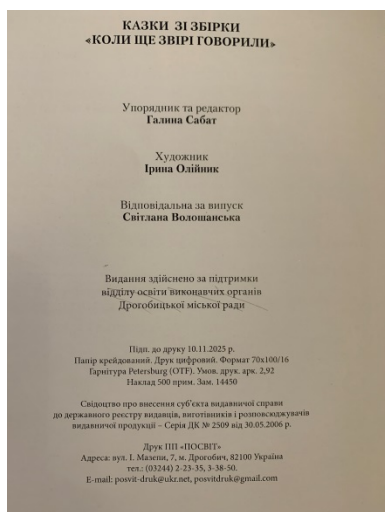 КАЗКИ ЗІ ЗБІРКИ
«КОЛИ ЩЕ ЗВІРІ ГОВОРИЛИ»
Упорядник та редактор
Галина Сабат
Художник
Ірина Олійник
Відповідальна за випуск
Світлана Волошанська
Видання здійснено за підтримки
відділу освіти виконавчих органів
Дрогобицької міської ради
Підп. до друку 10.11.2025 р.
Папір крейдований. Друк цифровий. Формат 70х100/16
Гарнітура Petersburg (OTF). Умов. друк. арк. 2,92
Наклад 500 прим. Зам. 14450
Свідоцтво про внесення суб'єкта видавничої справи
до державного реєстру видавців, виготівників і розповсюджувачів
видавничої продукції – Серія ДК № 2509 від 30.05.2006 р.
Друк ПП «ПОСВІТ»
Адреса: вул. І. Мазепи, 7, м. Дрогобич, 82100 Україна
тел.: (03244) 2-23-35, 3-38-50.
E-mail: posvit-druk@ukr.net, posvitdruk@gmail.com